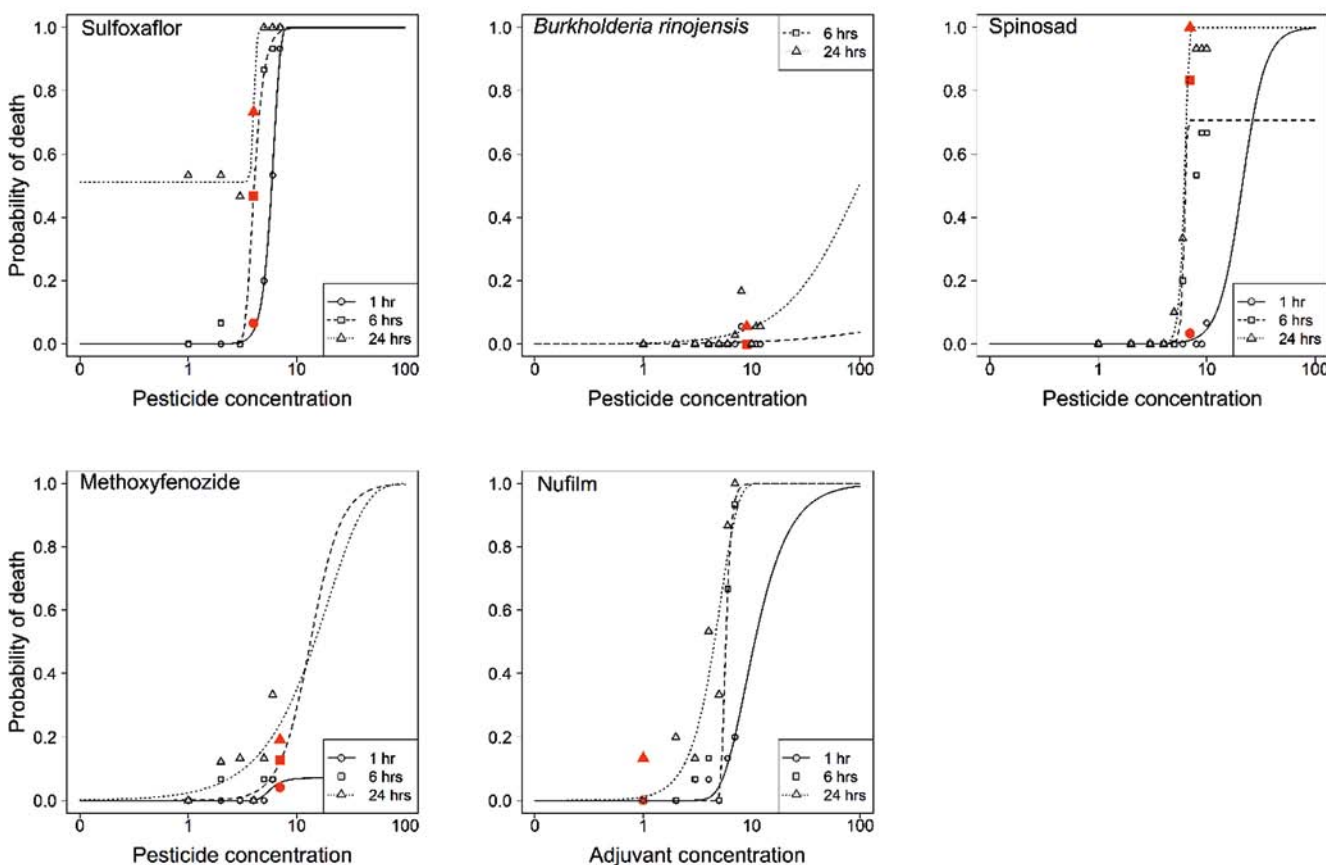 Sulfoxaflor
Probability of death
1.0
0.8
0.6
0.4
0.2
0.0
1 hr
6 hrs
24 hrs
0 1 10 100
Pesticide concentration
Burkholderia rinojensis
1.0
0.8
0.6
0.4
0.2
0.0
6 hrs
24 hrs
0 1 10 100
Pesticide concentration
Spinosad
1.0
0.8
0.6
0.4
0.2
0.0
1 hr
6 hrs
24 hrs
0 1 10 100
Pesticide concentration
Methoxyfenozide
Probability of death
1.0
0.8
0.6
0.4
0.2
0.0
1 hr
6 hrs
24 hrs
0 1 10 100
Pesticide concentration
Nufilm
1.0
0.8
0.6
0.4
0.2
0.0
1 hr
6 hrs
24 hrs
0 1 10 100
Adjuvant concentration